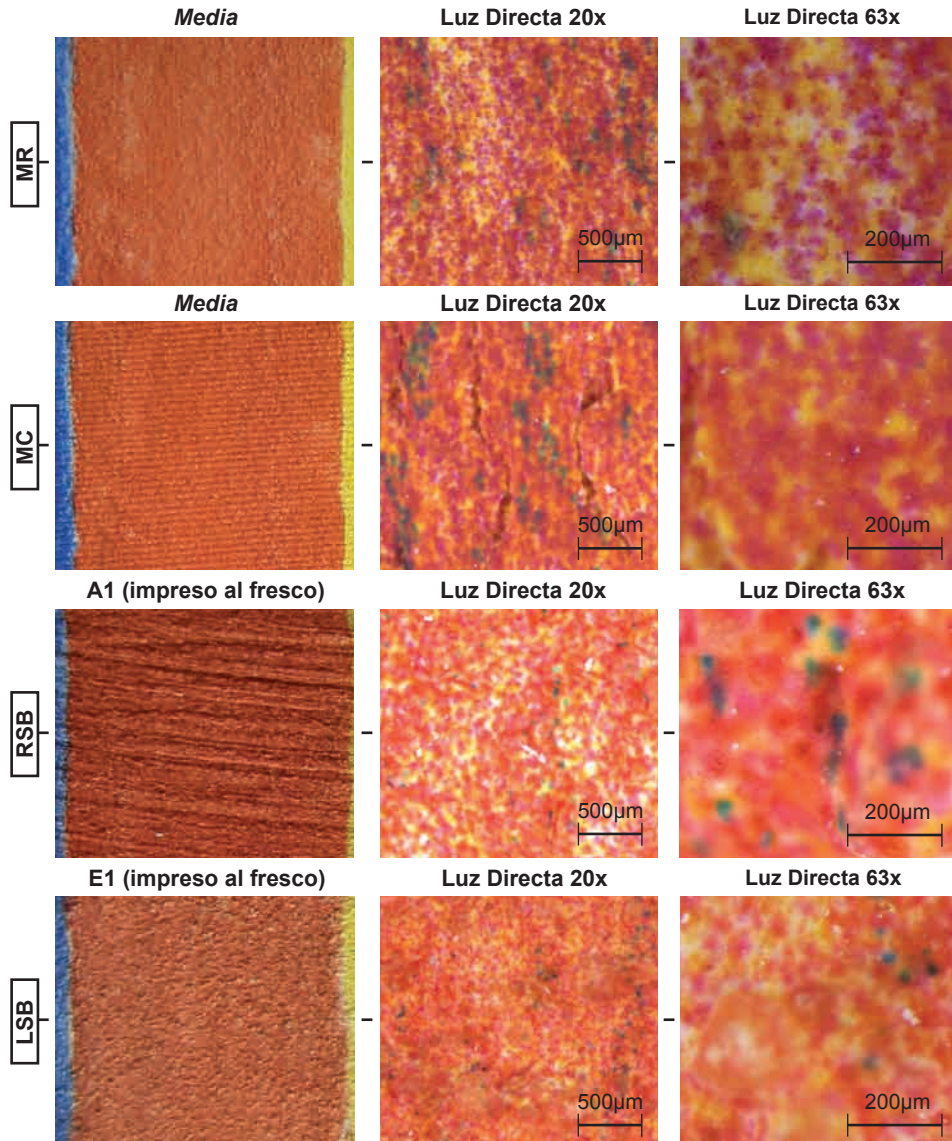 Media Luz Directa 20x Luz Directa 63x
MR
500µm 200µm
Media Luz Directa 20x Luz Directa 63x
MC
500µm 200µm
A1 (impreso al fresco) Luz Directa 20x Luz Directa 63x
RSB
500µm 200µm
E1 (impreso al fresco) Luz Directa 20x Luz Directa 63x
LSB
500µm 200µm